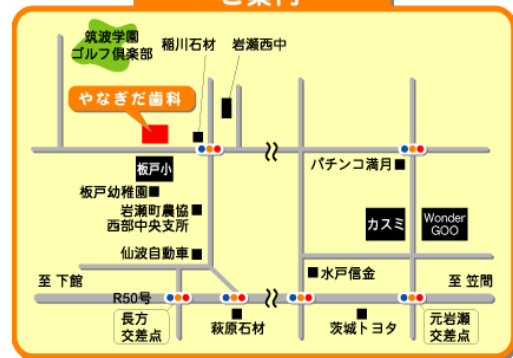 ご案内
筑波学園
ゴルフ倶楽部
稲川石材
岩瀬西中
やなぎだ歯科
板戸小
パチンコ満月
板戸幼稚園
岩瀬町農協
西部中央支所
カスミ
Wonder
GOO
仙波自動車
水戸信金
至 下館
至 笠間
R50号
長方
交差点
萩原石材
茨城トヨタ
元岩瀬
交差点